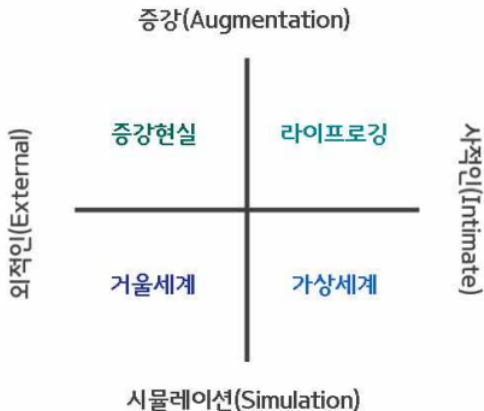 증강(Augmentation)
증강현실
라이프로깅
외적인(External)
사적인(Intimate)
거울세계
가상세계
시뮬레이션(Simulation)